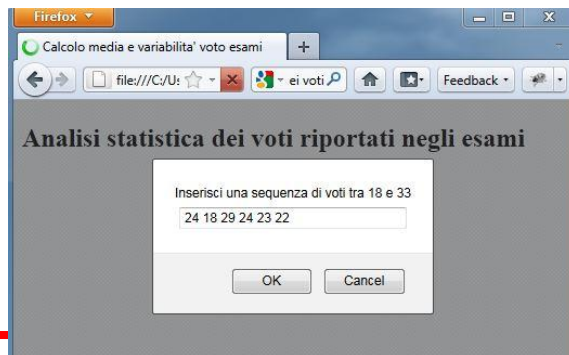 Firefox
Calcolo media e variabilita' voto esami
file:///C:/U: ei voti Feedback
Analisi statistica dei voti riportati negli esami
Inserisci una sequenza di voti tra 18 e 33
24 18 29 24 23 22
OK Cancel